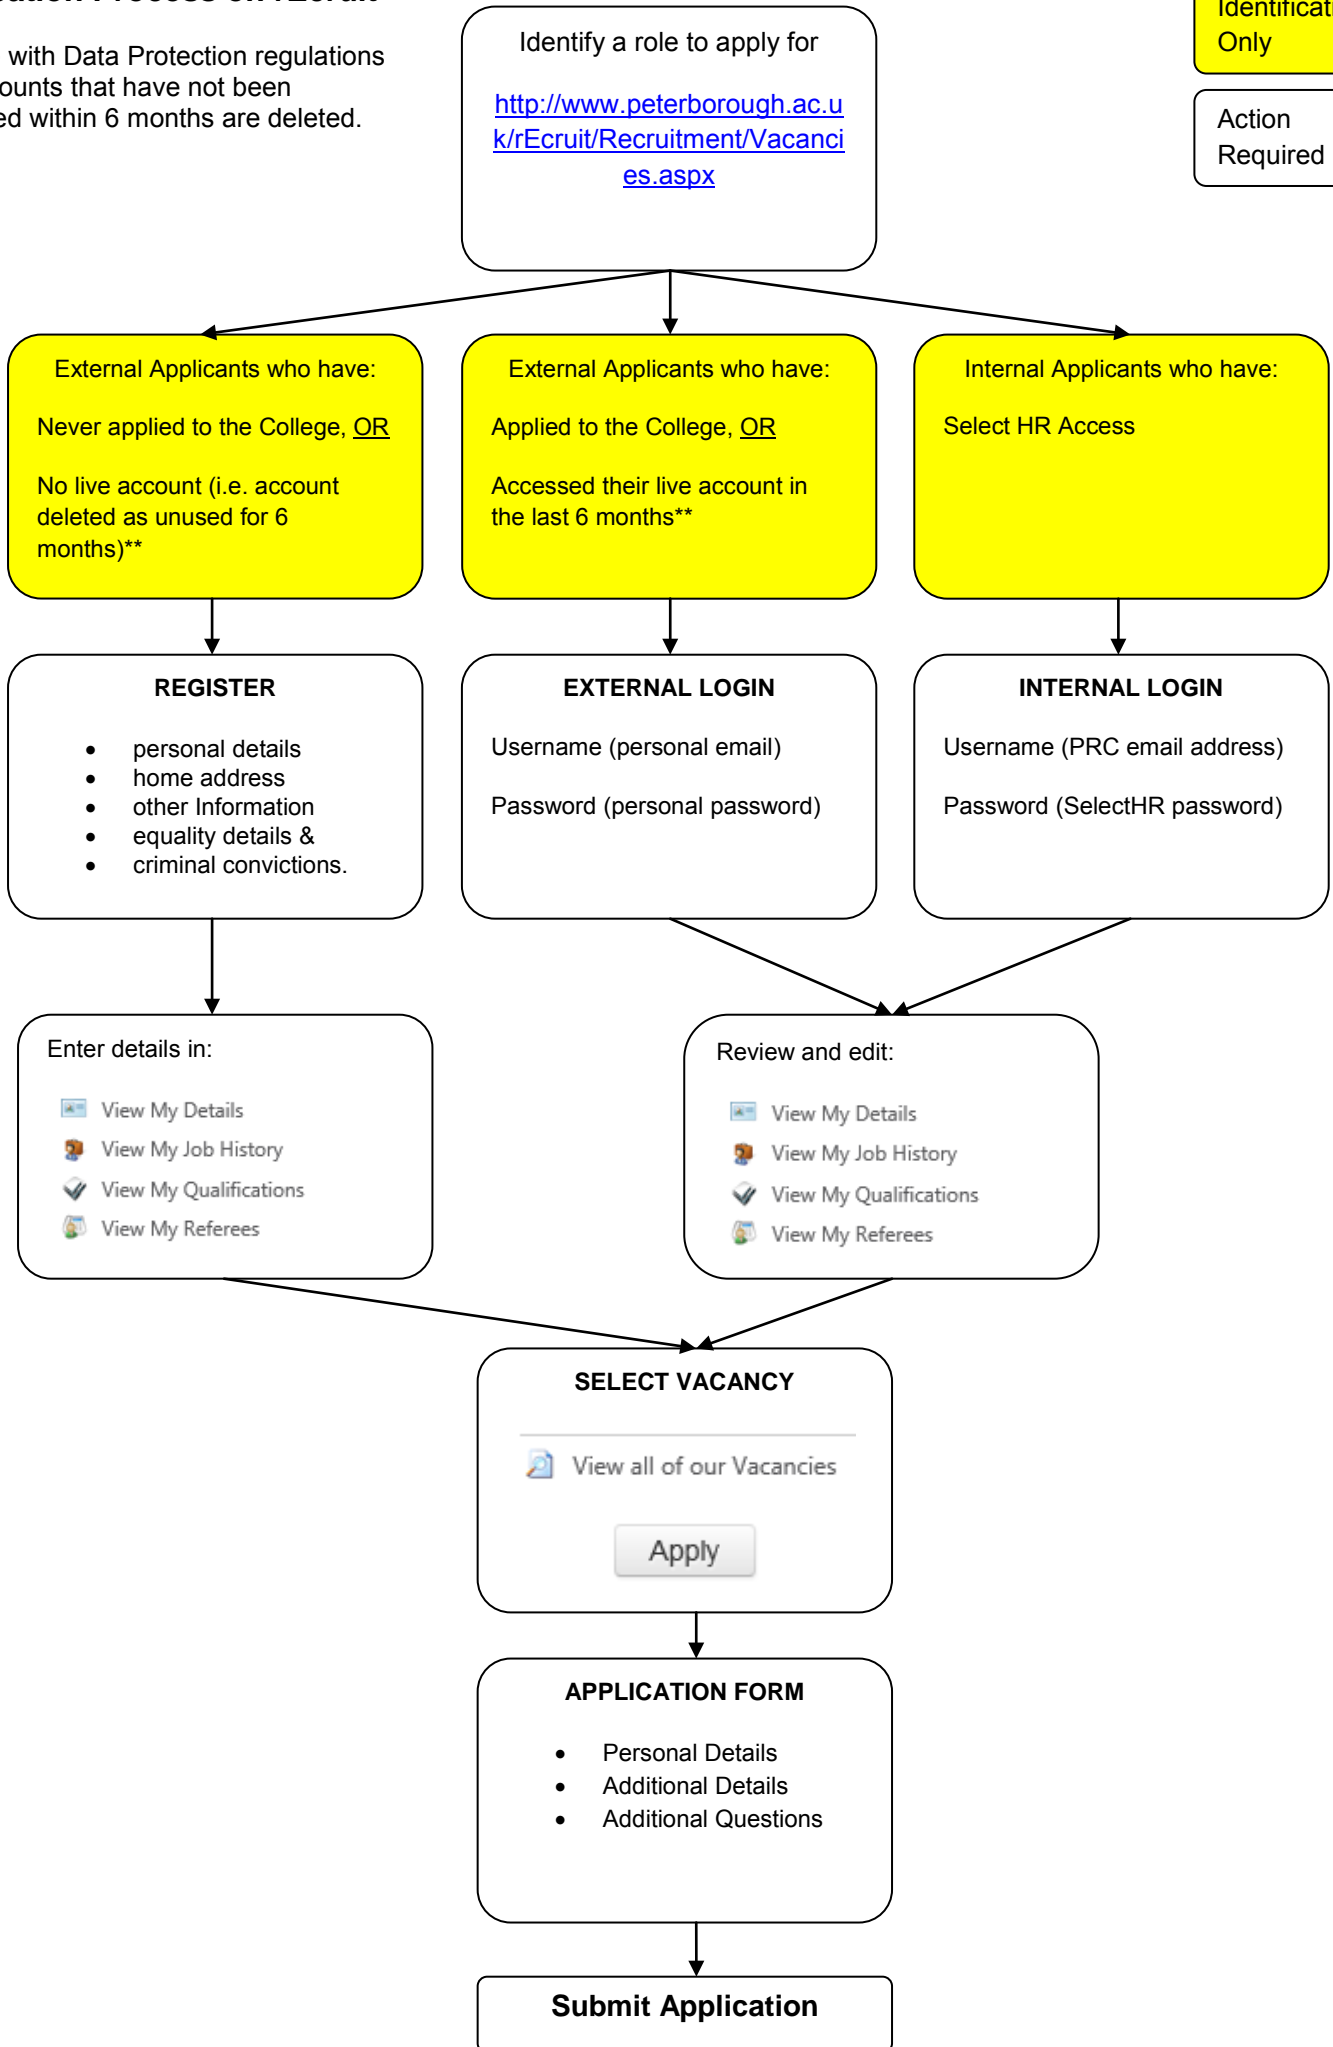 with Data Protection regulations
not been
within 6 months are deleted.
Identify a role to apply for
http://www.peterborough.ac.u
k/rEcruit/Recruitment/Vacanci
es.aspx
Only
Action
Required
External Applicants who have:
Never applied to the College, OR
No live account (i.e. account
deleted as unused for 6
months)**
External Applicants who have:
Applied to the College, OR
Accessed their live account in
the last 6 months**
Internal Applicants who have:
Select HR Access
REGISTER
• personal details
• home address
• other Information
• equality details &
• criminal convictions.
EXTERNAL LOGIN
Username (personal email)
Password (personal password)
INTERNAL LOGIN
Username (PRC email address)
Password (SelectHR password)
Enter details in:
View My Details
View My Job History
View My Qualifications
View My Referees
Review and edit:
View My Details
View My Job History
View My Qualifications
View My Referees
SELECT VACANCY
View all of our Vacancies
Apply
APPLICATION FORM
• Personal Details
• Additional Details
• Additional Questions
Submit Application